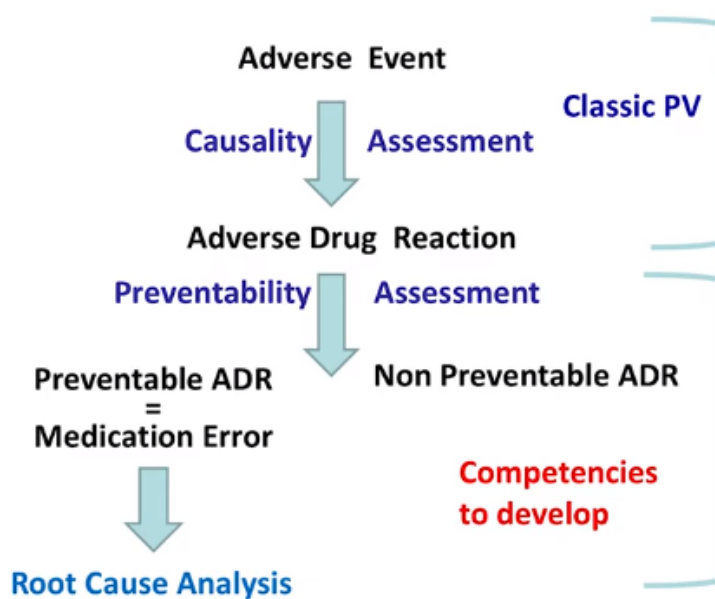 Adverse Event
Classic PV
Causality Assessment
Adverse Drug Reaction
Preventability Assessment
Preventable ADR
=
Medication Error
Non Preventable ADR
Competencies
to develop
Root Cause Analysis